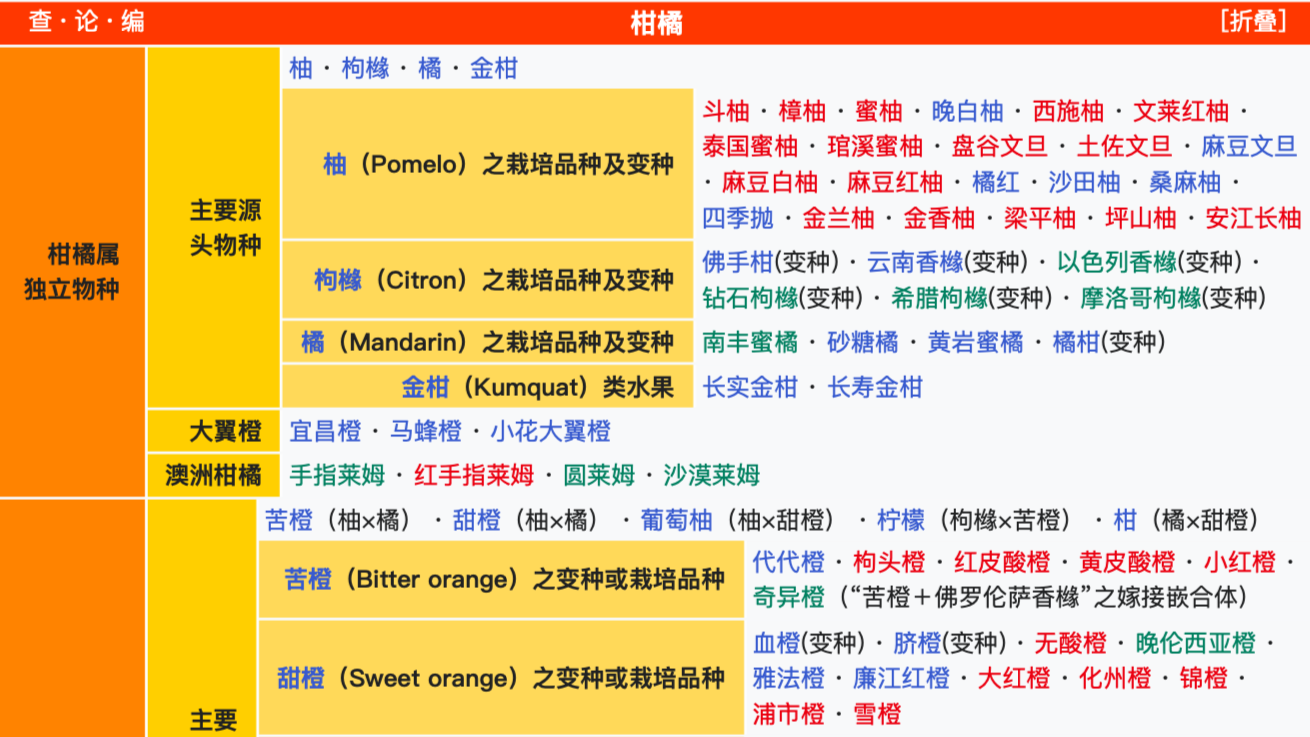 查·论·编
柑橘
[折叠]
柑橘属
独立物种
主要源
头物种
柚 · 枸橼 · 橘 · 金柑
柚（Pomelo）之栽培品种及变种
斗柚 · 樟柚 · 蜜柚 · 晚白柚 · 西施柚 · 文莱红柚 ·
泰国蜜柚 · 琯溪蜜柚 · 盘谷文旦 · 土佐文旦 · 麻豆文旦
· 麻豆白柚 · 麻豆红柚 · 橘红 · 沙田柚 · 桑麻柚 ·
四季抛 · 金兰柚 · 金香柚 · 梁平柚 · 坪山柚 · 安江长柚
枸橼（Citron）之栽培品种及变种
佛手柑(变种) · 云南香橼(变种) · 以色列香橼(变种) ·
钻石枸橼(变种) · 希腊枸橼(变种) · 摩洛哥枸橼(变种)
橘（Mandarin）之栽培品种及变种
南丰蜜橘 · 砂糖橘 · 黄岩蜜橘 · 橘柑(变种)
金柑（Kumquat）类水果
长实金柑 · 长寿金柑
大翼橙
宜昌橙 · 马蜂橙 · 小花大翼橙
澳洲柑橘
手指莱姆 · 红手指莱姆 · 圆莱姆 · 沙漠莱姆
主要
苦橙（柚×橘） · 甜橙（柚×橘） · 葡萄柚（柚×甜橙） · 柠檬（枸橼×苦橙） · 柑（橘×甜橙）
苦橙（Bitter orange）之变种或栽培品种
代代橙 · 枸头橙 · 红皮酸橙 · 黄皮酸橙 · 小红橙 ·
奇异橙（“苦橙＋佛罗伦萨香橼”之嫁接嵌合体）
甜橙（Sweet orange）之变种或栽培品种
血橙(变种) · 脐橙(变种) · 无酸橙 · 晚伦西亚橙 ·
雅法橙 · 廉江红橙 · 大红橙 · 化州橙 · 锦橙 ·
浦市橙 · 雪橙